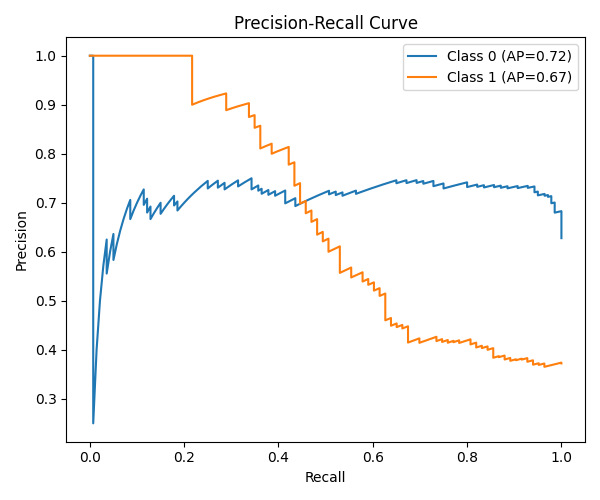 Precision-Recall Curve
Class 0 (AP=0.72)
Class 1 (AP=0.67)
Precision
1.0
0.9
0.8
0.7
0.6
0.5
0.4
0.3
0.0 0.2 0.4 0.6 0.8 1.0
Recall